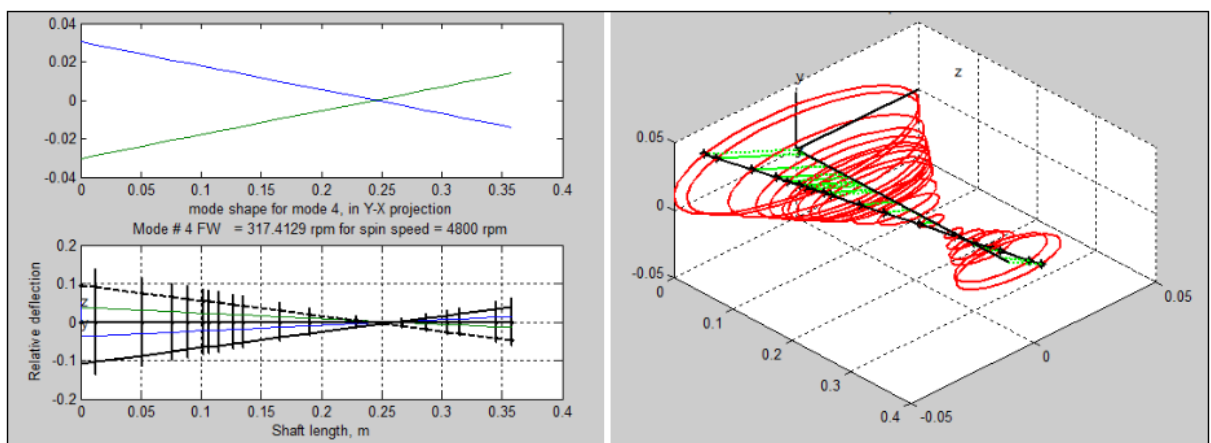 0.04
0.02
0
-0.02
-0.04
0 0.05 0.1 0.15 0.2 0.25 0.3 0.35 0.4
mode shape for mode 4, in Y-X projection
Mode # 4 FW = 317.4129 rpm for spin speed = 4800 rpm
Relative deflection
0.2
0.1
0
-0.1
-0.2
z
y
0 0.05 0.1 0.15 0.2 0.25 0.3 0.35 0.4
Shaft length, m
y
z
0.05
0
-0.05
0
0.1
0.2
0.3
0.4
-0.05
0
0.05